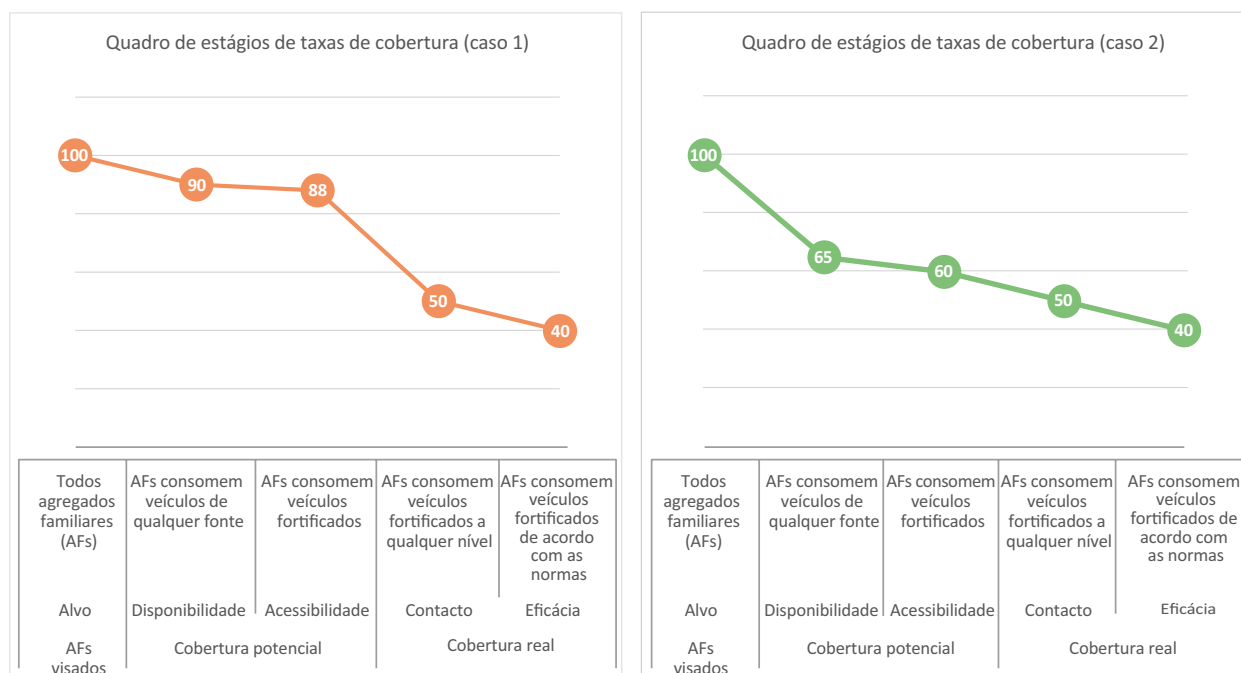 Quadro de estágios de taxas de cobertura (caso 1)
100
90
88
50
40
Todos
agregados
familiares
(AFs)
AFs consomem
veículos de
qualquer fonte
AFs consomem
veículos
fortificados
AFs consomem
veículos
fortificados a
qualquer nível
AFs consomem
veículos
fortificados
de acordo
com as
normas
Alvo
Disponibilidade
Acessibilidade
Contacto
Eficácia
AFs
visados
Cobertura potencial
Cobertura real
Quadro de estágios de taxas de cobertura (caso 2)
100
65
60
50
40
Todos
agregados
familiares
(AFs)
AFs consomem
veículos de
qualquer fonte
AFs consomem
veículos
fortificados
AFs consomem
veículos
fortificados a
qualquer nível
AFs consomem
veículos
fortificados de
acordo com
as normas
Alvo
Disponibilidade
Acessibilidade
Contacto
Eficácia
AFs
visados
Cobertura potencial
Cobertura real